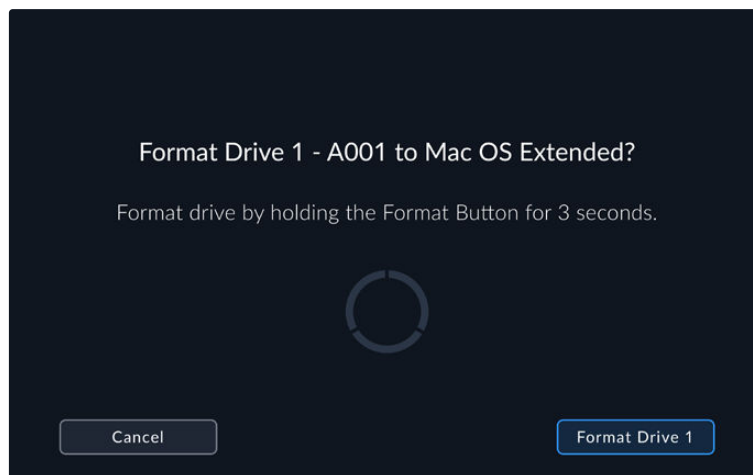 Format Drive 1 - A001 to Mac OS Extended?
Format drive by holding the Format Button for 3 seconds.
Cancel
Format Drive 1